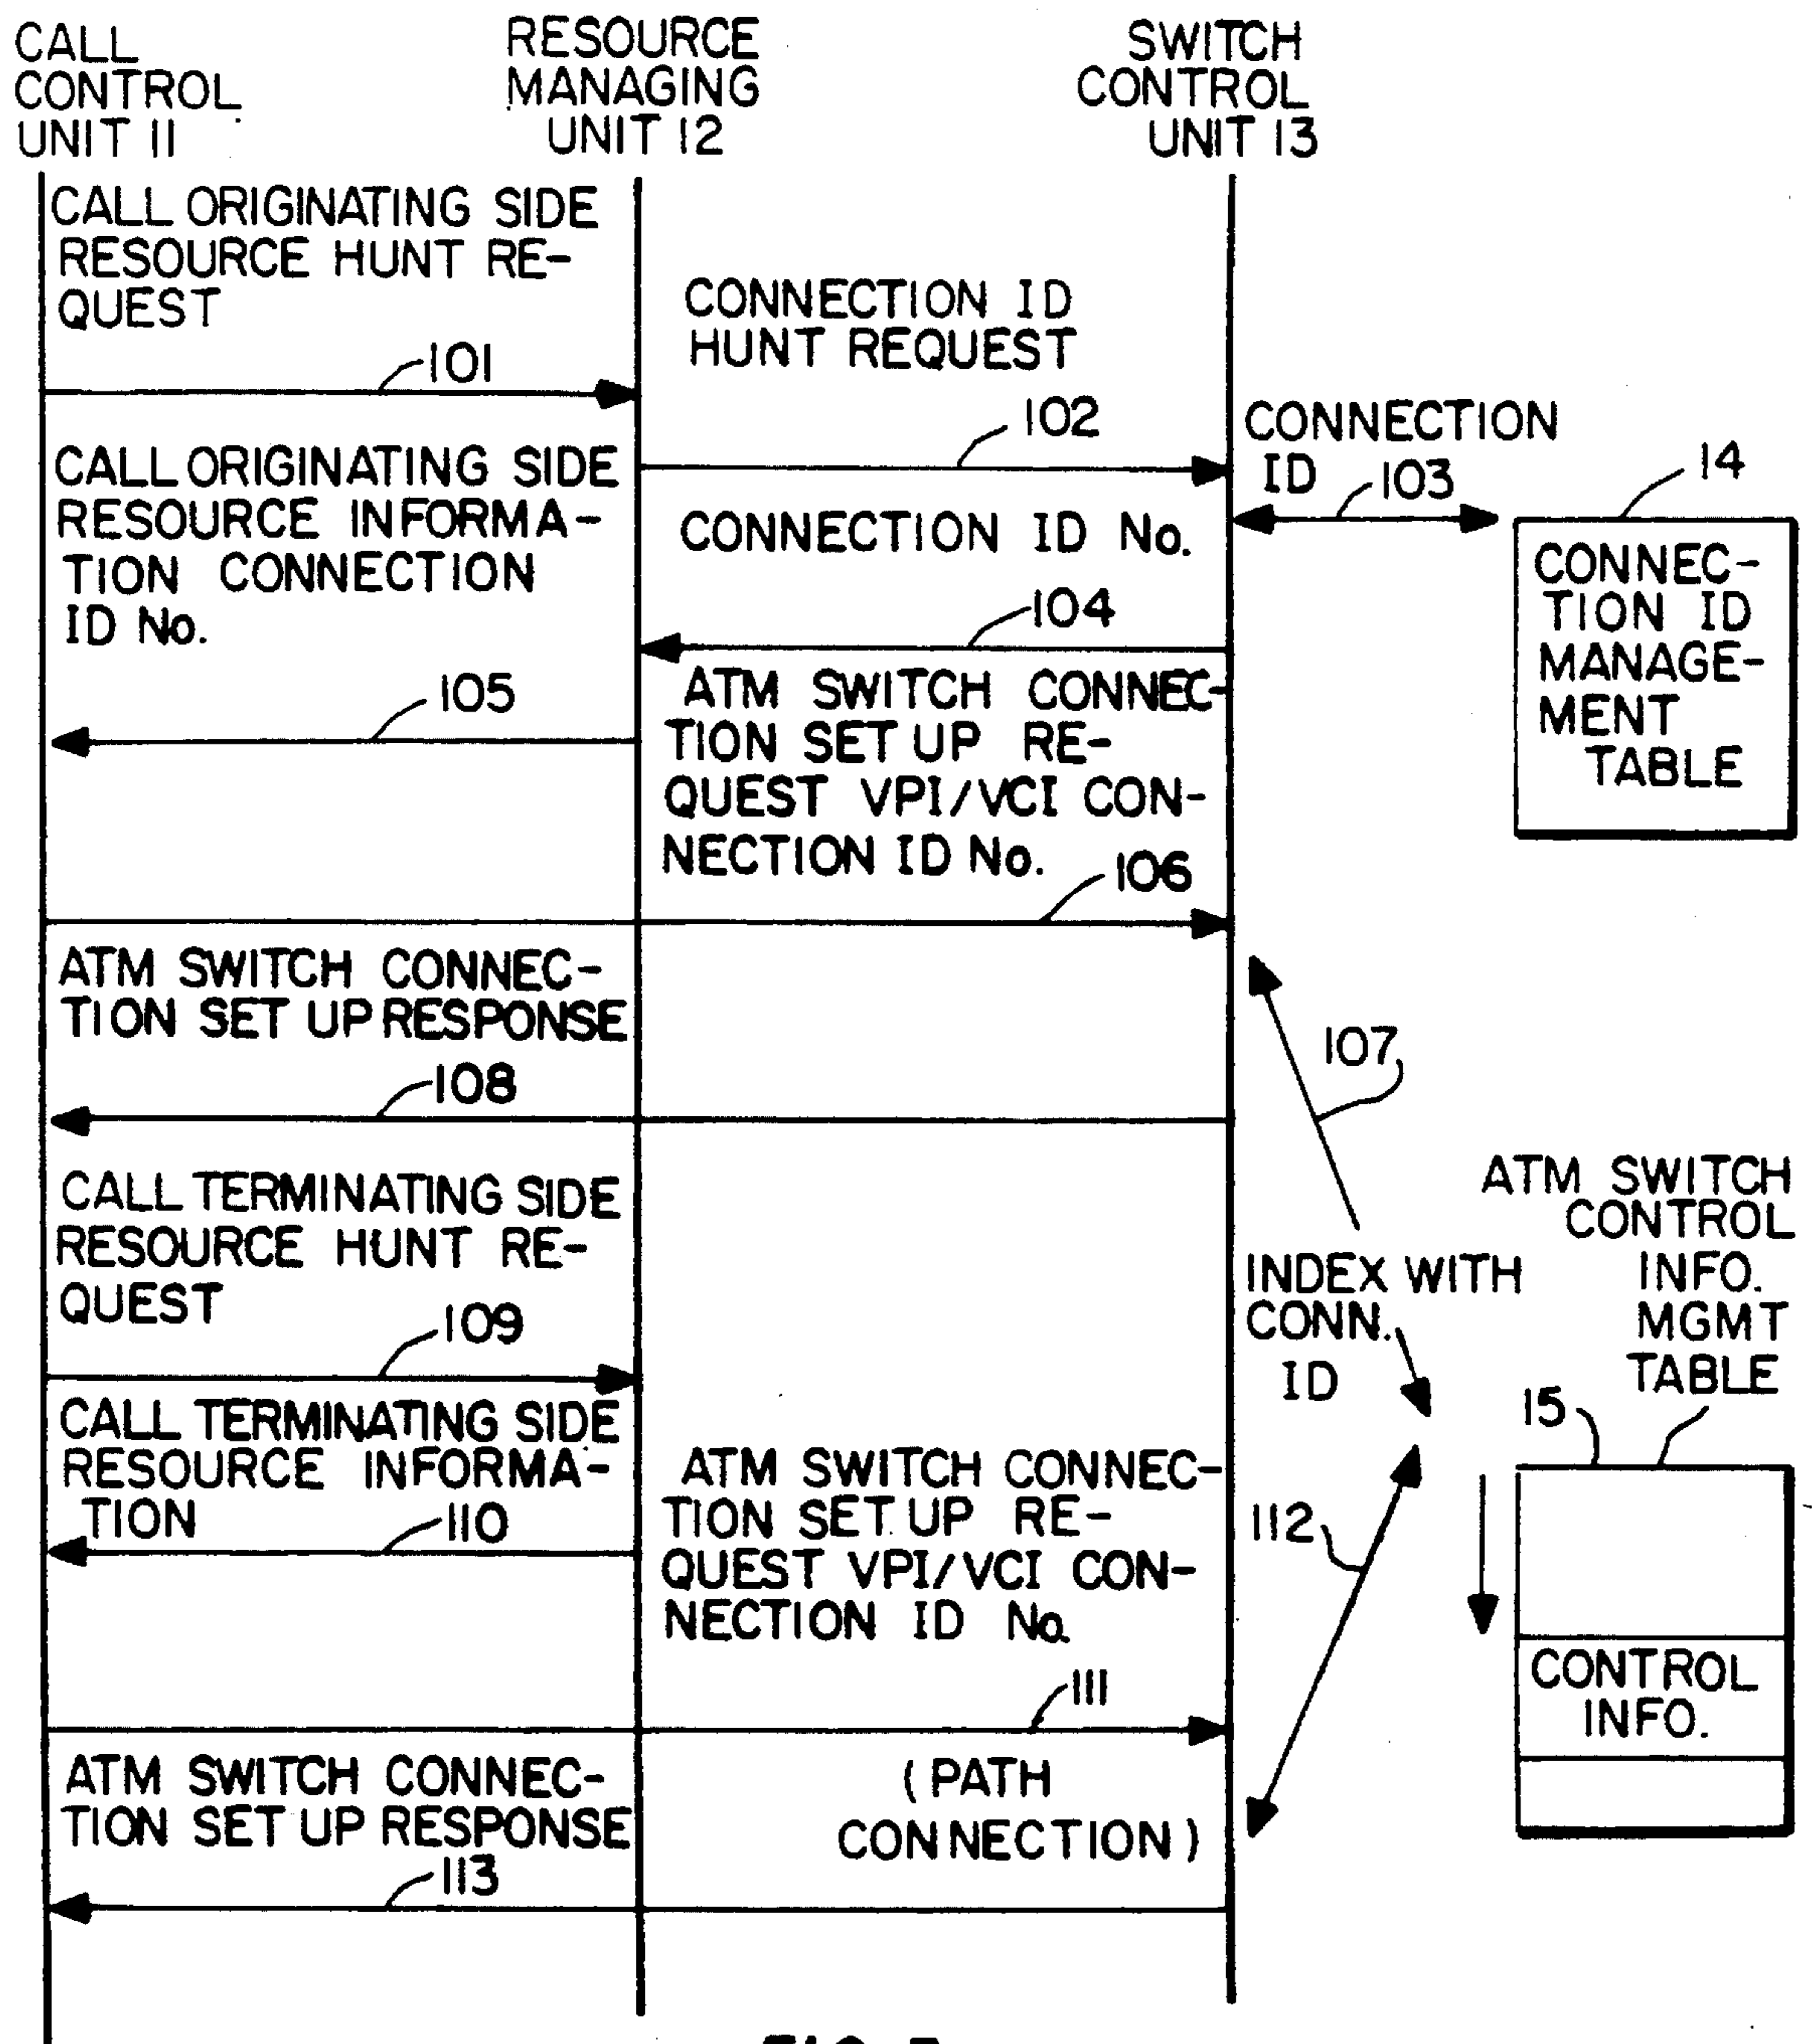 CALL
CONTROL
UNIT 11
RESOURCE
MANAGING
UNIT 12
SWITCH
CONTROL
UNIT 13
CALL ORIGINATING SIDE
RESOURCE HUNT RE-
QUEST
101
CONNECTION ID
HUNT REQUEST
102
CONNECTION
ID
103
14
CONNEC-
TION ID
MANAGE-
MENT
TABLE
CALL ORIGINATING SIDE
RESOURCE INFORMA-
TION CONNECTION
ID No.
CONNECTION ID No.
104
105
ATM SWITCH CONNEC-
TION SET UP RE-
QUEST VPI/VCI CON-
NECTION ID No.
106
ATM SWITCH CONNEC-
TION SET UP RESPONSE
107
108
CALL TERMINATING SIDE
RESOURCE HUNT RE-
QUEST
109
INDEX WITH
CONN.
ID
ATM SWITCH
CONTROL
INFO.
MGMT
TABLE
15
CALL TERMINATING SIDE
RESOURCE INFORMA-
TION
110
ATM SWITCH CONNEC-
TION SET UP RE-
QUEST VPI/VCI CON-
NECTION ID No.
111
112
CONTROL
INFO.
ATM SWITCH CONNEC-
TION SET UP RESPONSE
(PATH
CONNECTION)
113